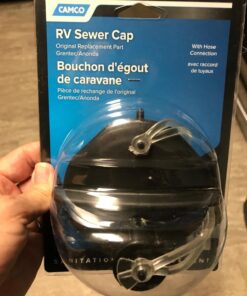 CAMCO
RV Sewer Cap
Original Replacement Part
Grentec/Anonda
With Hose
Connection
Bouchon d'égout
de caravane
avec raccord
de tuyaux
Pièce de rechange de l'original
Grentec/Anonda
SANITATION